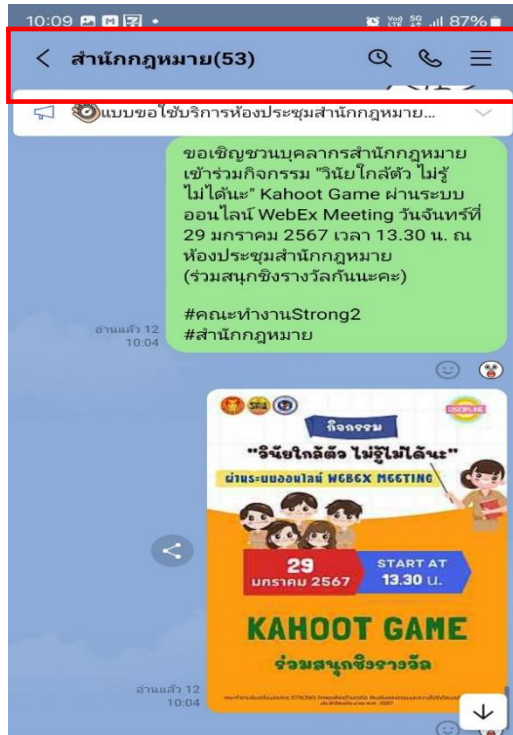 10:09
87%
สำนักกฎหมาย(53)
แบบขอใช้บริการห้องประชุมสำนักกฎหมาย...
ขอเชิญชวนบุคลากรสำนักกฎหมาย
เข้าร่วมกิจกรรม "วินัยใกล้ตัว ไม่รู้
ไม่ได้นะ" Kahoot Game ผ่านระบบ
ออนไลน์ WebEx Meeting วันจันทร์ที่
29 มกราคม 2567 เวลา 13.30 น. ณ
ห้องประชุมสำนักกฎหมาย
(ร่วมสนุกชิงรางวัลกันนะคะ)
#คณะทำงานStrong2
#สำนักกฎหมาย
อ่านแล้ว 12
10:04
DISCIPLINE
กิจกรรม
"วินัยใกล้ตัว ไม่รู้ไม่ได้นะ"
ผ่านระบบออนไลน์ WEBEX MEETING
29
มกราคม 2567
START AT
13.30 น.
KAHOOT GAME
ร่วมสนุกชิงรางวัล
อ่านแล้ว 12
10:04